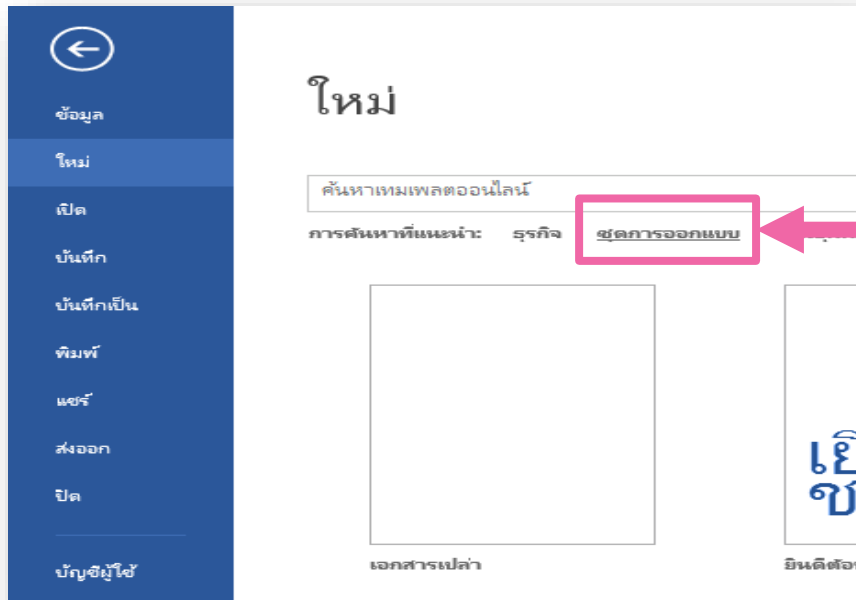 ข้อมูล
ใหม่
เปิด
บันทึก
บันทึกเป็น
พิมพ์
แชร์
ส่งออก
ปิด
บัญชีผู้ใช้
ใหม่
ค้นหาเทมเพลตออนไลน์
การค้นหาที่แนะนำ: ธุรกิจ ชุดการออกแบบ
เอกสารเปล่า